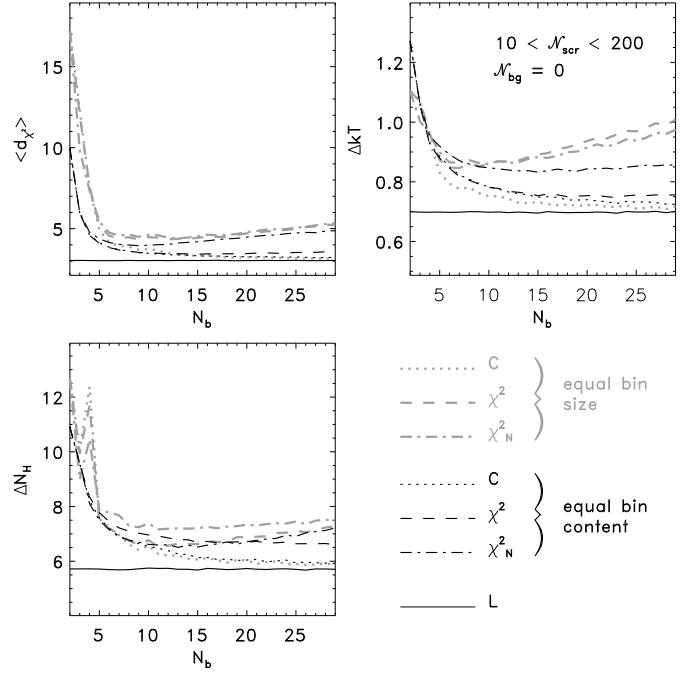 15
10
5
<d_χ²>
5 10 15 20 25
N_b
1.2
1.0
0.8
0.6
ΔkT
10 < 𝒩_scr < 200
𝒩_bg = 0
5 10 15 20 25
N_b
12
10
8
6
4
ΔN_H
5 10 15 20 25
N_b
C
χ²
χ²_N
equal bin
size
C
χ²
χ²_N
equal bin
content
L